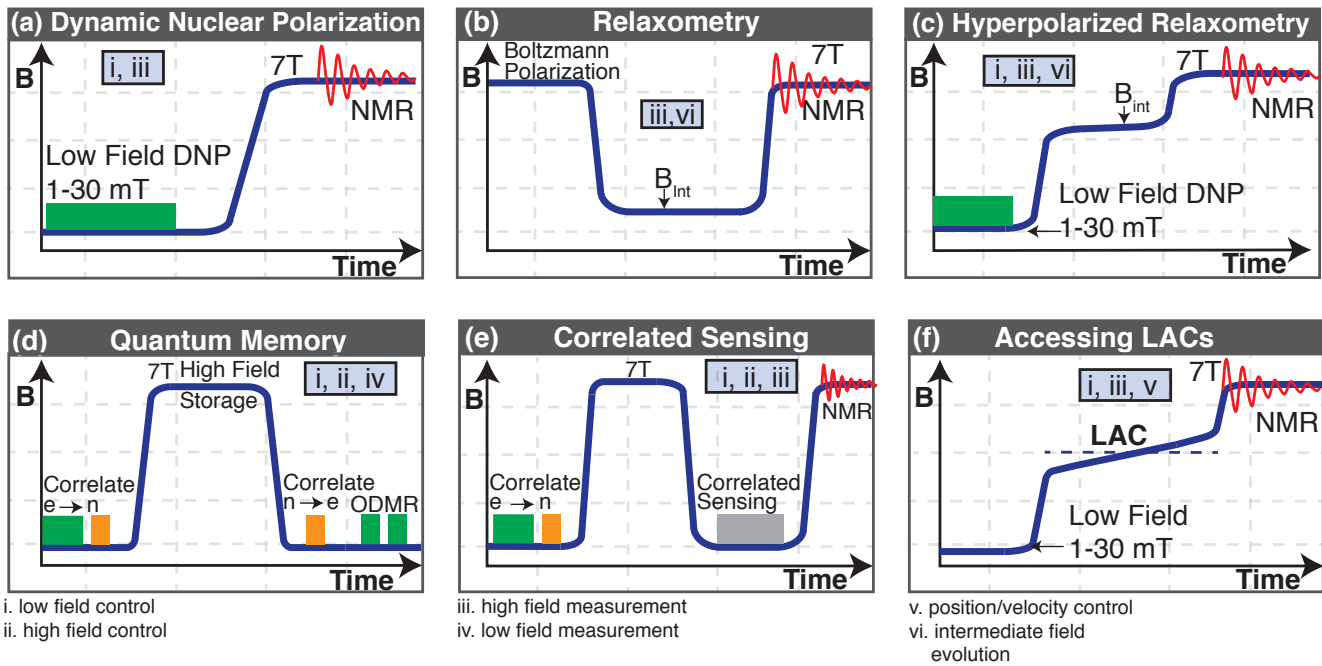 (a) Dynamic Nuclear Polarization
B
i, iii
7T
NMR
Low Field DNP
1-30 mT
Time
(b) Relaxometry
Boltzmann
Polarization
B
iii,vi
7T
NMR
BInt
Time
(c) Hyperpolarized Relaxometry
B
i, iii, vi
7T
NMR
Bint
Low Field DNP
1-30 mT
Time
(d) Quantum Memory
B
7T High Field
Storage
i, ii, iv
Correlate
e→n
Correlate
n→e
ODMR
Time
(e) Correlated Sensing
B
7T
i, ii, iii
NMR
Correlate
e→n
Correlated
Sensing
Time
(f) Accessing LACs
B
i, iii, v
7T
NMR
LAC
Low Field
1-30 mT
Time
i. low field control
ii. high field control
iii. high field measurement
iv. low field measurement
v. position/velocity control
vi. intermediate field
evolution